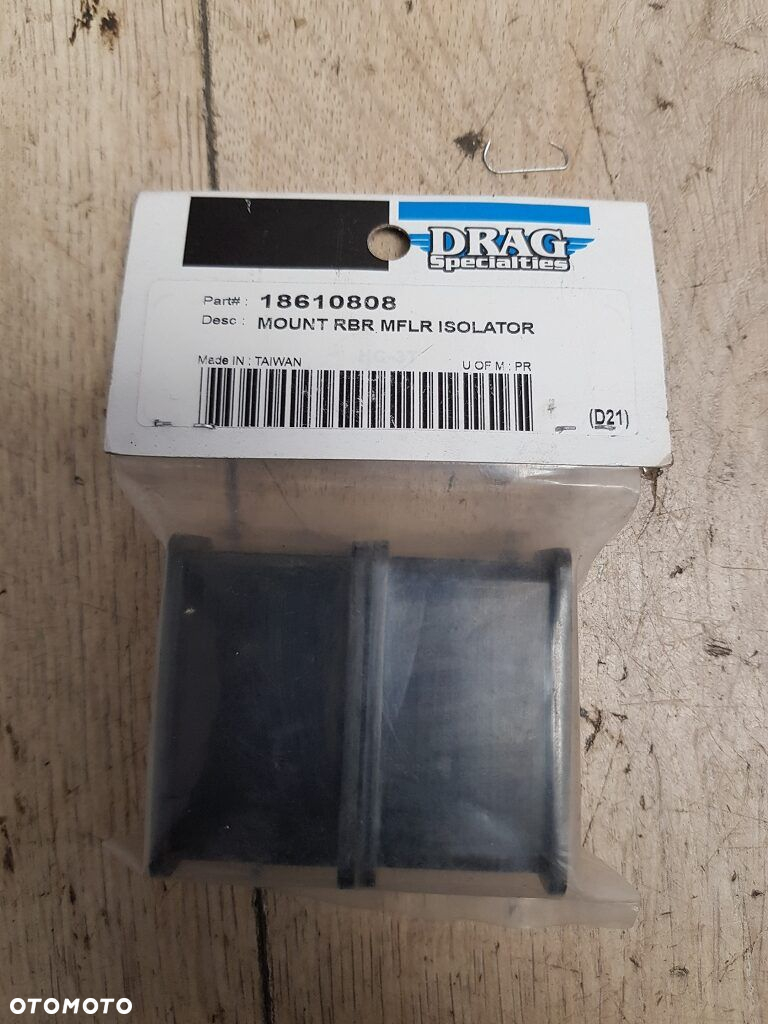 DRAG
Specialties
Part# : 18610808
Desc : MOUNT RBR MFLR ISOLATOR
Made IN : TAIWAN
U OF M : PR
(D21)
OTOMOTO